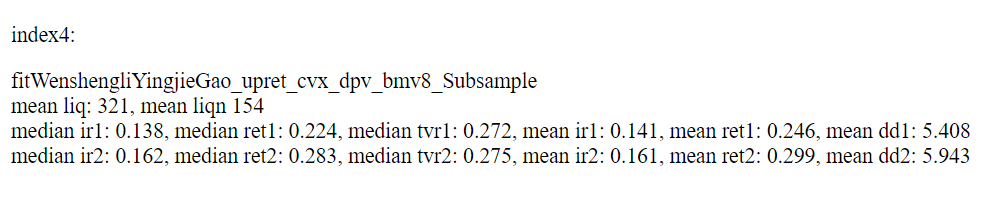 index4:
fitWenshengliYingjieGao_upret_cvx_dpv_bmv8_Subsample
mean liq: 321, mean liqn 154
median ir1: 0.138, median ret1: 0.224, median tvr1: 0.272, mean ir1: 0.141, mean ret1: 0.246, mean dd1: 5.408
median ir2: 0.162, median ret2: 0.283, median tvr2: 0.275, mean ir2: 0.161, mean ret2: 0.299, mean dd2: 5.943